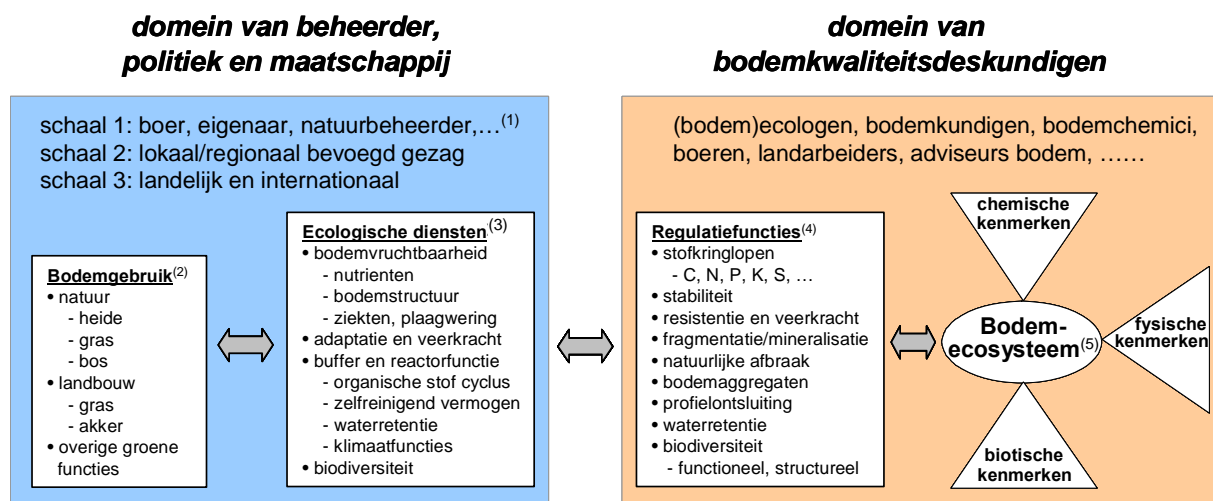 domein van beheerder,
politiek en maatschappij
schaal 1: boer, eigenaar, natuurbeheerder,…(1)
schaal 2: lokaal/regionaal bevoegd gezag
schaal 3: landelijk en internationaal
Bodemgebruik(2)
• natuur
- heide
- gras
- bos
• landbouw
- gras
- akker
• overige groene
functies
Ecologische diensten:(3)
• bodemvruchtbaarheid
- nutrienten
- bodemstructuur
- ziekten, plaagwering
• adaptatie en veerkracht
• buffer en reactorfunctie
- organische stof cyclus
- zelfreinigend vermogen
- waterretentie
- klimaatfuncties
• biodiversiteit
domein van
bodemkwaliteitsdeskundigen
(bodem)ecologen, bodemkundigen, bodemchemici,
boeren, landarbeiders, adviseurs bodem, ……
Regulatiefuncties(4)
• stofkringlopen
- C, N, P, K, S, …
• stabiliteit
• resistentie en veerkracht
• fragmentatie/mineralisatie
• natuurlijke afbraak
• bodemaggregaten
• profielontsluiting
• waterretentie
• biodiversiteit
- functioneel, structureel
chemische
kenmerken
Bodem-
ecosysteem(5)
fysische
kenmerken
biotische
kenmerken